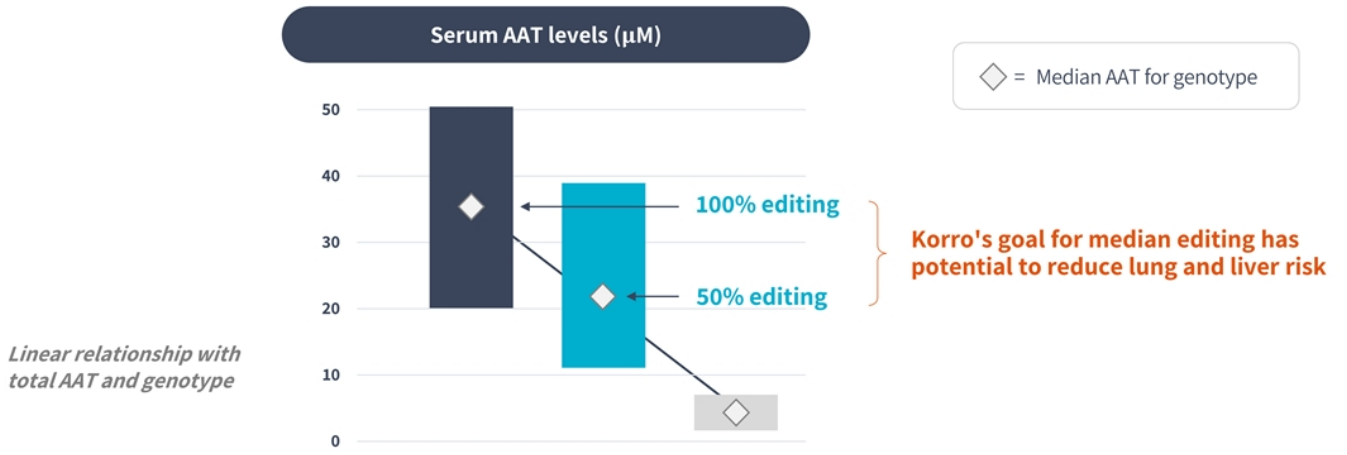 Serum AAT levels (µM)
= Median AAT for genotype
50
40
30
20
10
0
100% editing
50% editing
Korro's goal for median editing has
potential to reduce lung and liver risk
Linear relationship with
total AAT and genotype